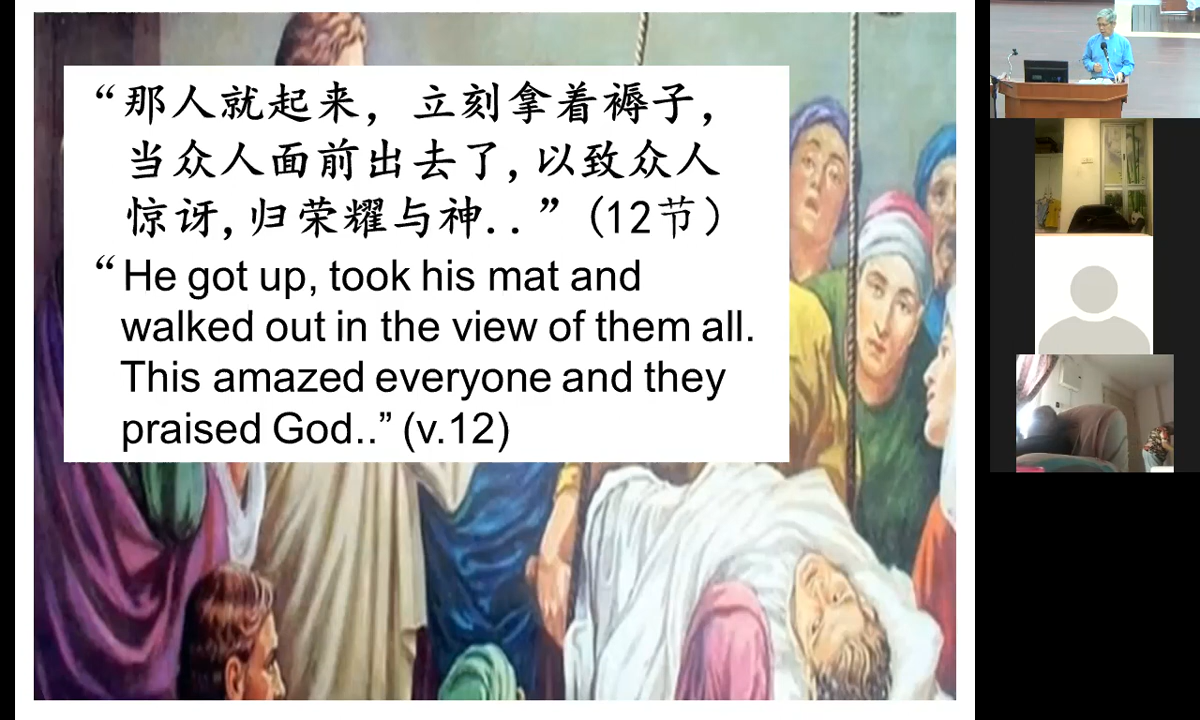 “那人就起来，立刻拿着褥子，
当众人面前出去了,以致众人
惊讶,归荣耀与神..”（12节）
“He got up, took his mat and
walked out in the view of them all.
This amazed everyone and they
praised God..” (v.12)